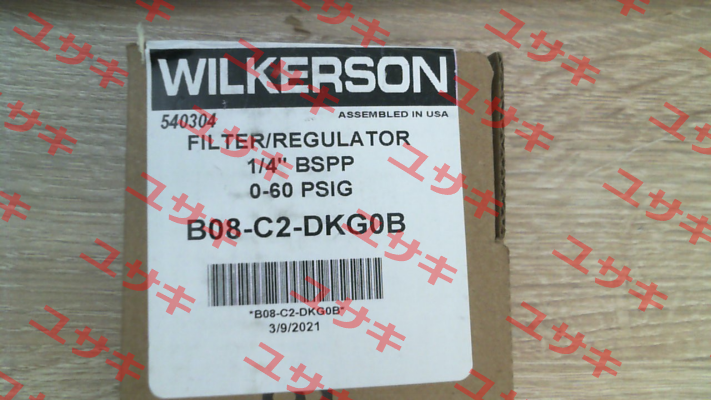 WILKERSON
540304
ASSEMBLED IN USA
FILTER/REGULATOR
1/4" BSPP
0-60 PSIG
B08-C2-DKG0B
*B08-C2-DKG0B*
3/9/2021
ユサキ